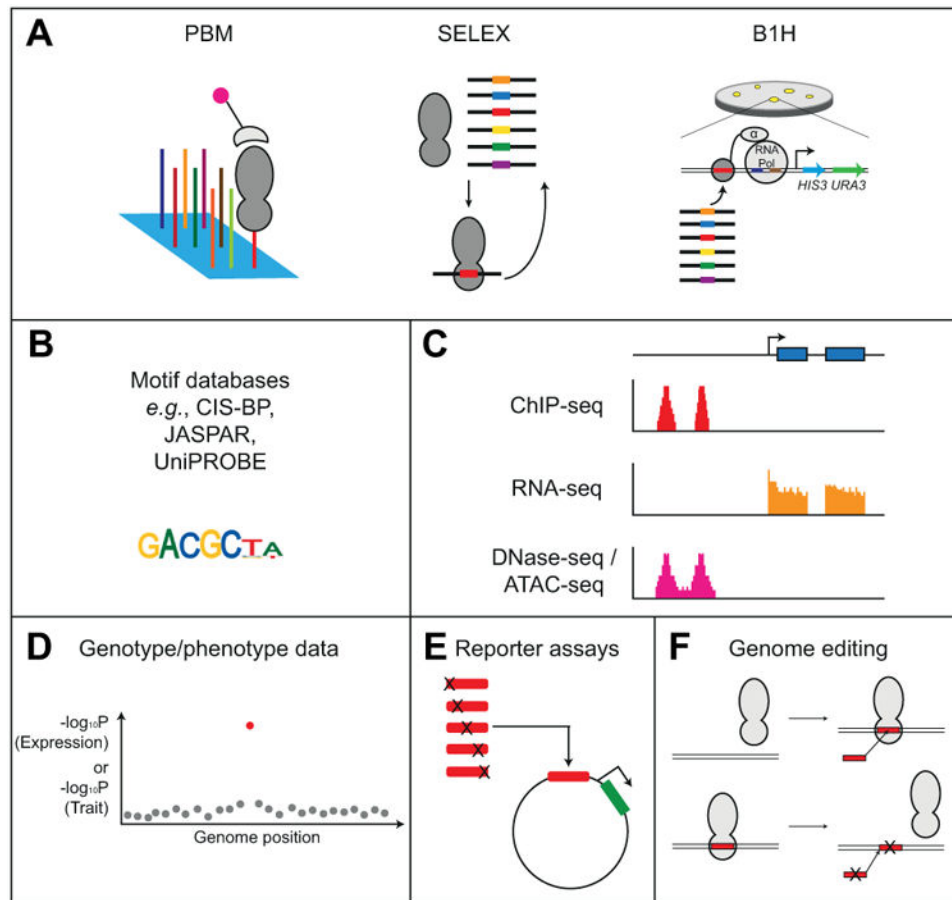 A
PBM
SELEX
B1H
α
RNA
Pol
HIS3 URA3
B
Motif databases
e.g., CIS-BP,
JASPAR,
UniPROBE
GACGCTA
C
ChIP-seq
RNA-seq
DNase-seq /
ATAC-seq
D
Genotype/phenotype data
-log₁₀P
(Expression)
or
-log₁₀P
(Trait)
Genome position
E
Reporter assays
F
Genome editing